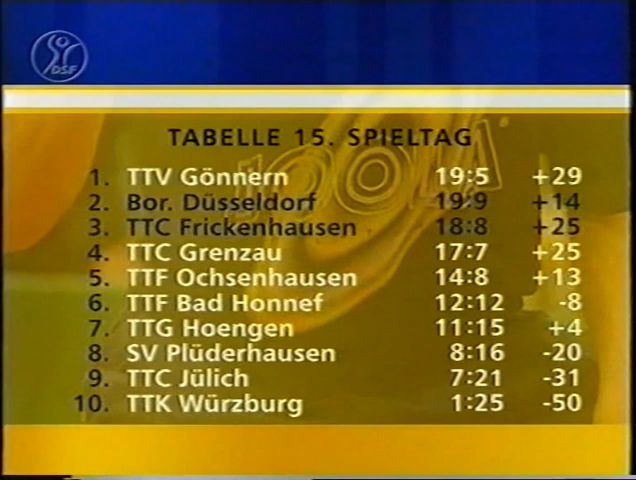 DSF
TABELLE 15. SPIELTAG
JOOLA
1. TTV Gönnern 19:5 +29
2. Bor. Düsseldorf 19:9 +14
3. TTC Frickenhausen 18:8 +25
4. TTC Grenzau 17:7 +25
5. TTF Ochsenhausen 14:8 +13
6. TTF Bad Honnef 12:12 -8
7. TTG Hoengen 11:15 +4
8. SV Plüderhausen 8:16 -20
9. TTC Jülich 7:21 -31
10. TTK Würzburg 1:25 -50